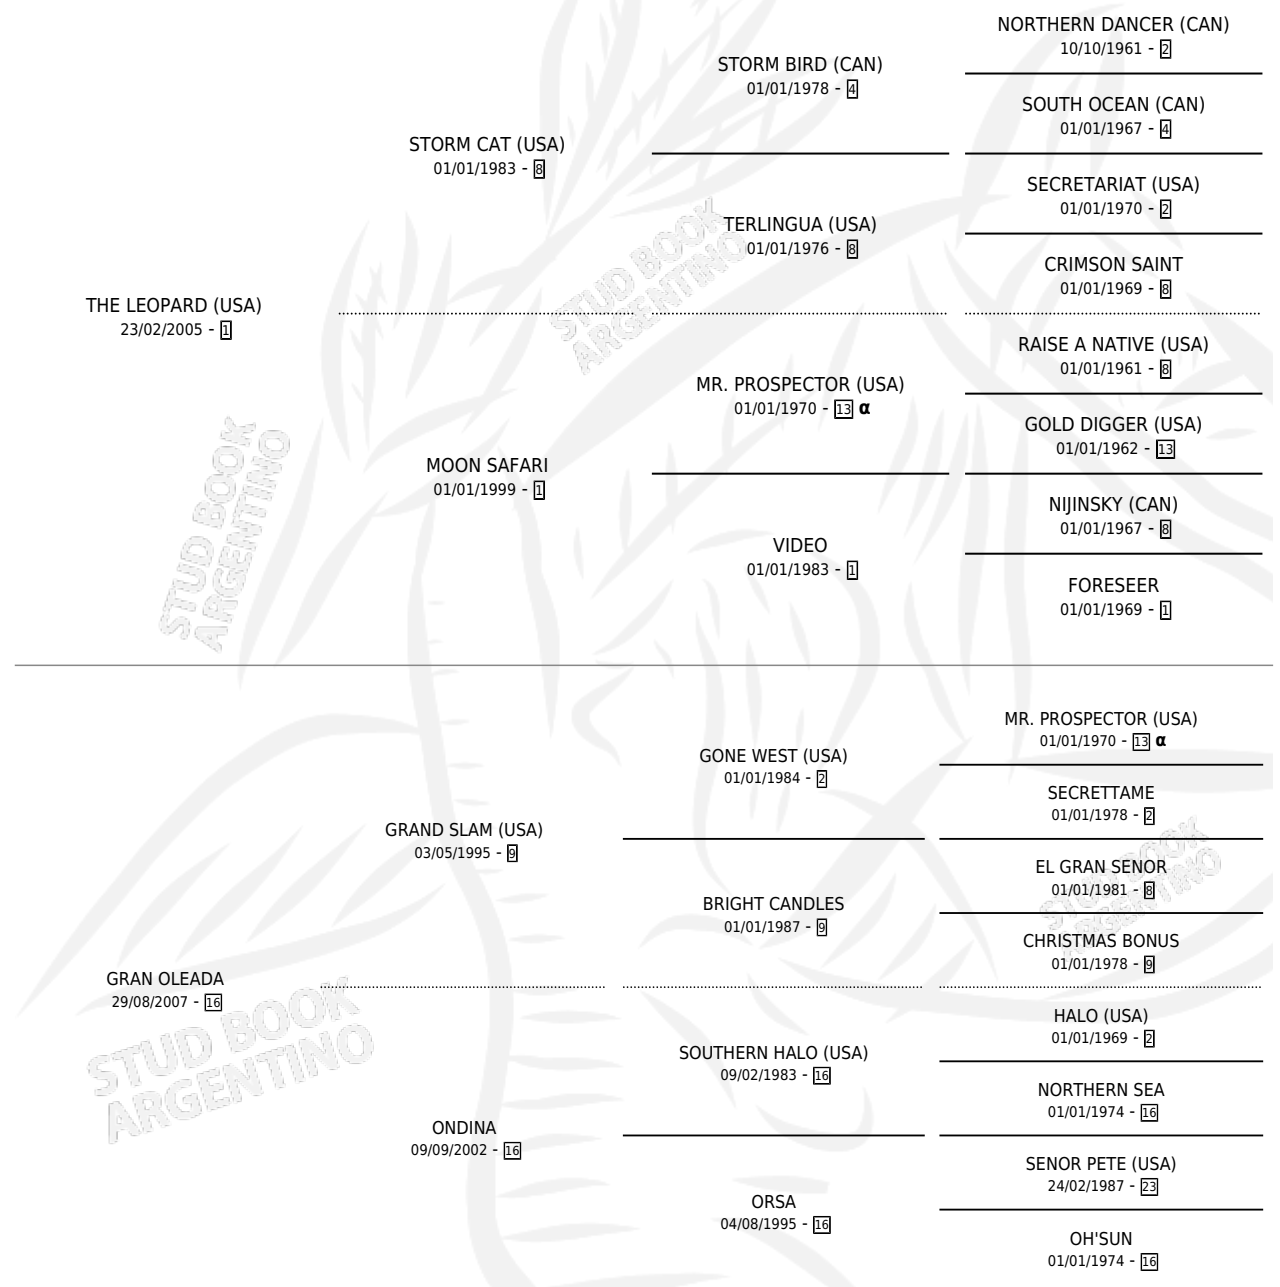 NORTHERN DANCER (CAN)
10/10/1961 - 2
STORM BIRD (CAN)
01/01/1978 - 4
SOUTH OCEAN (CAN)
01/01/1967 - 4
STORM CAT (USA)
01/01/1983 - 8
SECRETARIAT (USA)
01/01/1970 - 2
TERLINGUA (USA)
01/01/1976 - 8
CRIMSON SAINT
01/01/1969 - 8
THE LEOPARD (USA)
23/02/2005 - 1
RAISE A NATIVE (USA)
01/01/1961 - 8
MR. PROSPECTOR (USA)
01/01/1970 - 13 α
GOLD DIGGER (USA)
01/01/1962 - 13
MOON SAFARI
01/01/1999 - 1
NIJINSKY (CAN)
01/01/1967 - 8
VIDEO
01/01/1983 - 1
FORESEER
01/01/1969 - 1
MR. PROSPECTOR (USA)
01/01/1970 - 13 α
GONE WEST (USA)
01/01/1984 - 2
SECRETTAME
01/01/1978 - 2
GRAND SLAM (USA)
03/05/1995 - 9
EL GRAN SENOR
01/01/1981 - 8
BRIGHT CANDLES
01/01/1987 - 9
CHRISTMAS BONUS
01/01/1978 - 9
GRAN OLEADA
29/08/2007 - 16
HALO (USA)
01/01/1969 - 2
SOUTHERN HALO (USA)
09/02/1983 - 16
NORTHERN SEA
01/01/1974 - 16
ONDINA
09/09/2002 - 16
SENOR PETE (USA)
24/02/1987 - 23
ORSA
04/08/1995 - 16
OH'SUN
01/01/1974 - 16
STUD BOOK
ARGENTINO
STUD BOOK
ARGENTINO
STUD BOOK
ARGENTINO
STUD BOOK
ARGENTINO